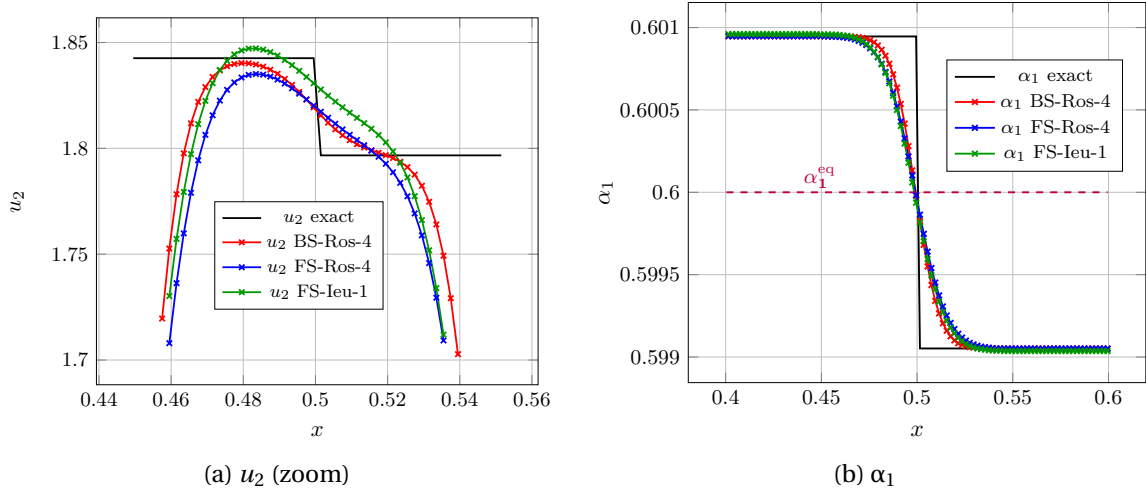 1.85
1.8
1.75
1.7
u₂
u₂ exact
u₂ BS-Ros-4
u₂ FS-Ros-4
u₂ FS-Ieu-1
0.44 0.46 0.48 0.5 0.52 0.54 0.56
x
(a) u₂ (zoom)
0.601
0.6005
0.6
0.5995
0.599
α₁
α₁ exact
α₁ BS-Ros-4
α₁ FS-Ros-4
α₁ FS-Ieu-1
α₁^eq
0.4 0.45 0.5 0.55 0.6
x
(b) α₁